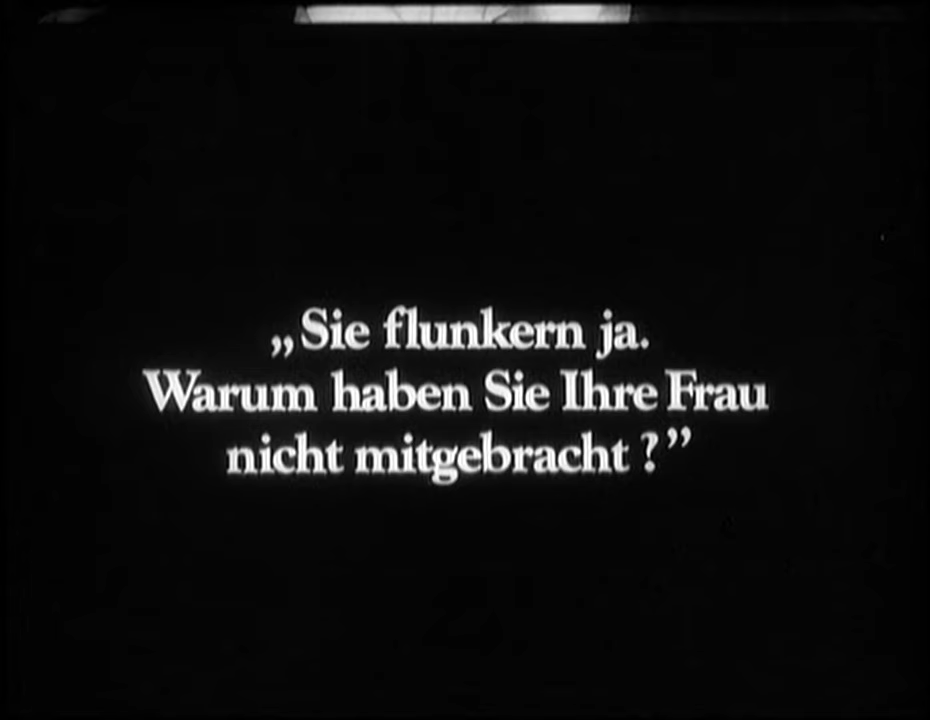 „Sie flunkern ja.
Warum haben Sie Ihre Frau
nicht mitgebracht ?”